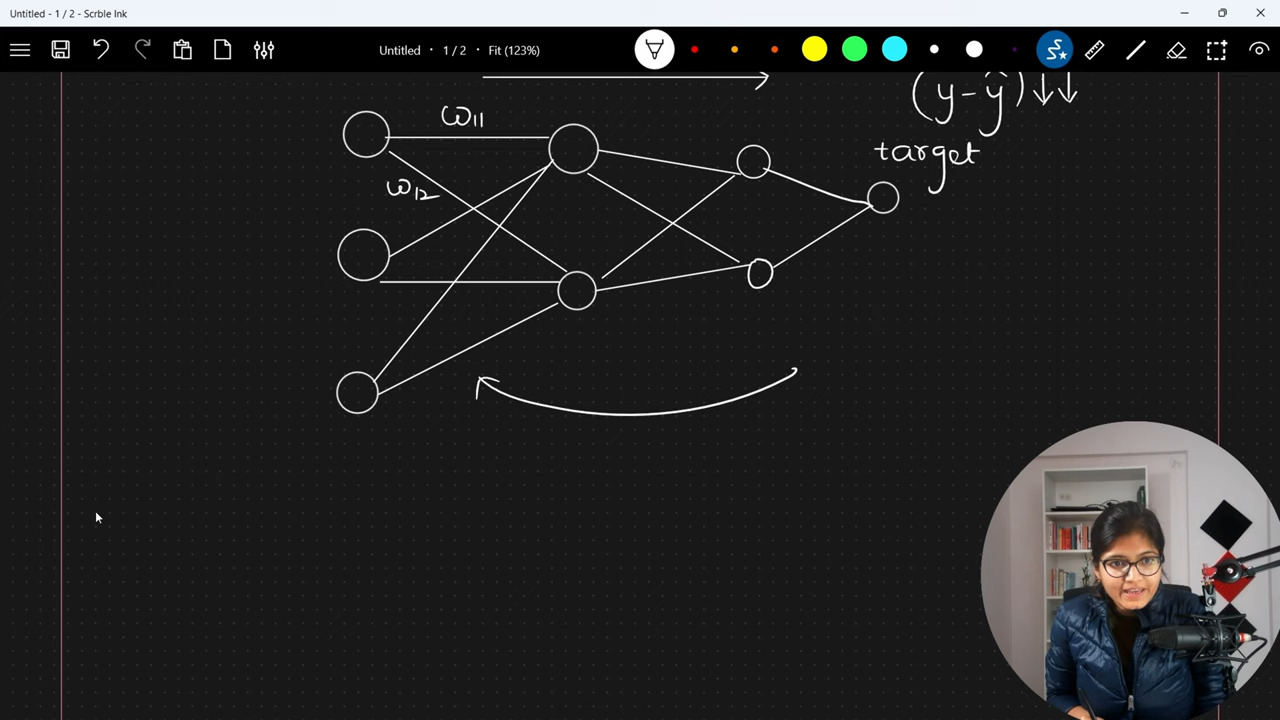 Untitled - 1 / 2 - Scrble Ink
Untitled • 1 / 2 • Fit (123%)
(y - ŷ) ↓↓
target
ω11
ω12